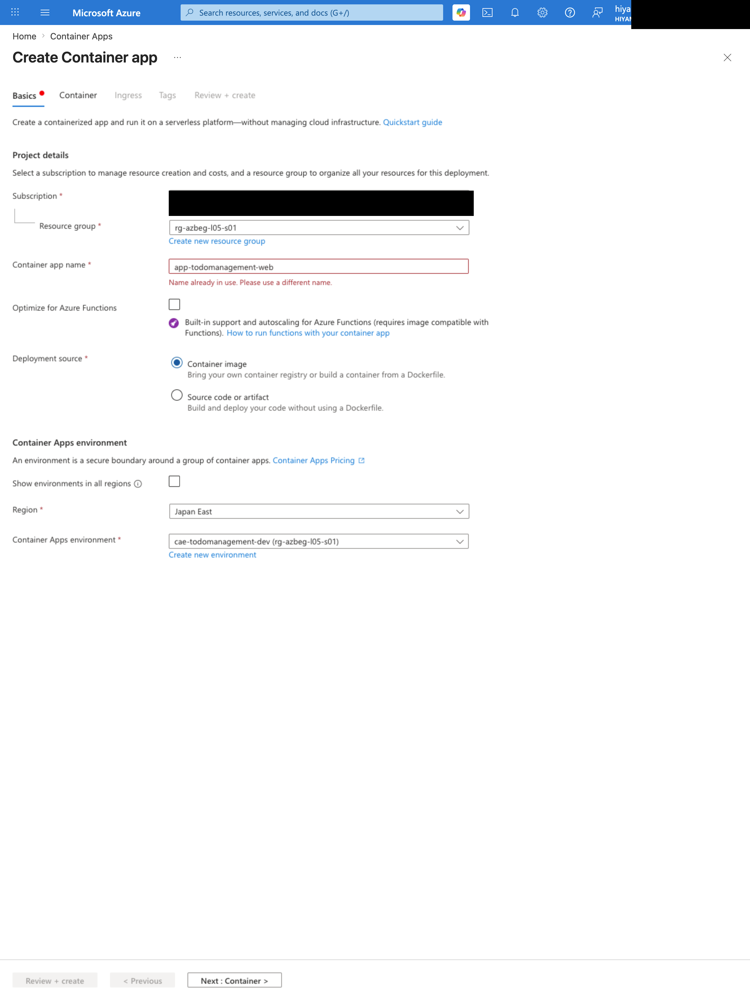 Microsoft Azure
Search resources, services, and docs (G+/)
hiya
Home > Container Apps
Create Container app ...
Basics Container Ingress Tags Review + create
Create a containerized app and run it on a serverless platform—without managing cloud infrastructure. Quickstart guide
Project details
Select a subscription to manage resource creation and costs, and a resource group to organize all your resources for this deployment.
Subscription *
Resource group *
rg-azbeg-l05-s01
Create new resource group
Container app name *
app-todomanagement-web
Name already in use. Please use a different name.
Optimize for Azure Functions
Built-in support and autoscaling for Azure Functions (requires image compatible with
Functions). How to run functions with your container app
Deployment source *
Container image
Bring your own container registry or build a container from a Dockerfile.
Source code or artifact
Build and deploy your code without using a Dockerfile.
Container Apps environment
An environment is a secure boundary around a group of container apps. Container Apps Pricing
Show environments in all regions
Region *
Japan East
Container Apps environment *
cae-todomanagement-dev (rg-azbeg-l05-s01)
Create new environment
Review + create
< Previous
Next : Container >